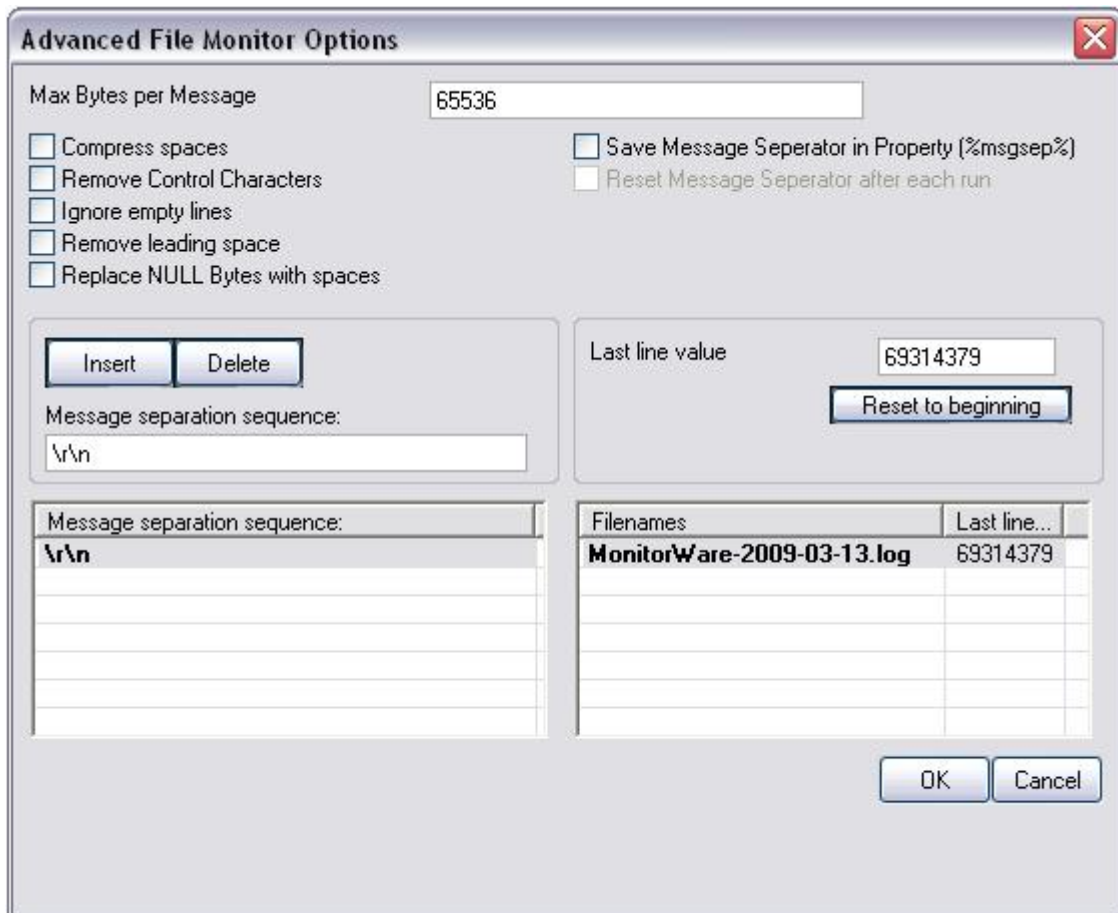 Advanced File Monitor Options
Max Bytes per Message
65536
Compress spaces
Remove Control Characters
Ignore empty lines
Remove leading space
Replace NULL Bytes with spaces
Save Message Seperator in Property (%msgsep%)
Reset Message Seperator after each run
Insert
Delete
Message separation sequence:
\r\n
Last line value
69314379
Reset to beginning
Message separation sequence:
\r\n
Filenames
Last line...
MonitorWare-2009-03-13.log
69314379
OK
Cancel